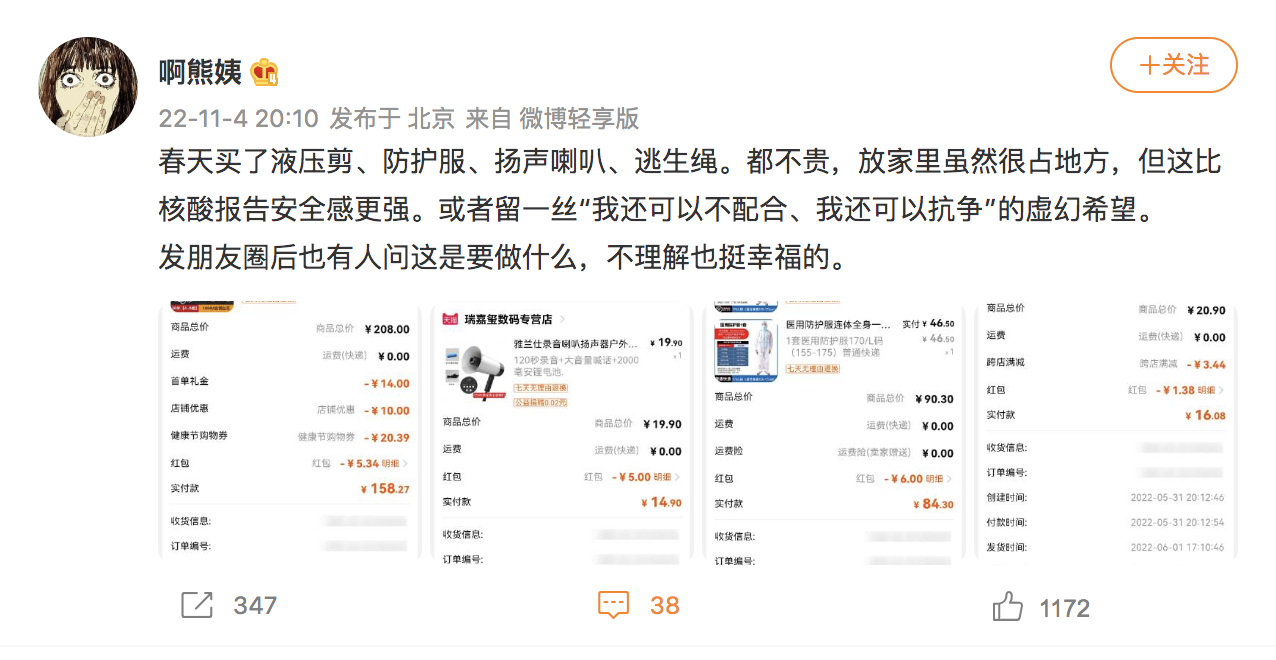 啊熊姨
+关注
22-11-4 20:10 发布于 北京 来自 微博轻享版
春天买了液压剪、防护服、扬声喇叭、逃生绳。都不贵，放家里虽然很占地方，但这比
核酸报告安全感更强。或者留一丝“我还可以不配合、我还可以抗争”的虚幻希望。
发朋友圈后也有人问这是要做什么，不理解也挺幸福的。
商品总价 商品总价 ¥208.00
运费 运费(快递) ¥0.00
首单礼金 -¥14.00
店铺优惠 店铺优惠 -¥10.00
健康节购物券 健康节购物券 -¥20.39
红包 红包 -¥5.34 明细 >
实付款 ¥158.27
收货信息:
订单编号:
天猫 瑞嘉玺数码专营店 >
雅兰仕录音喇叭扬声器户外... ¥19.90
120秒录音+大音量喊话+2000 x1
毫安锂电池.
七天无理由退换
公益捐赠0.02元
商品总价 商品总价 ¥19.90
运费 运费(快递) ¥0.00
红包 红包 -¥5.00 明细 >
实付款 ¥14.90
收货信息:
订单编号:
医用防护服连体全身一... 实付¥46.50
1套医用防护服170/L码 ¥46.50
（155-175）普通快递 x1
七天无理由退换
商品总价 商品总价 ¥90.30
运费 运费(快递) ¥0.00
运费险 运费险(卖家赠送) ¥0.00
红包 红包 -¥6.00 明细 >
实付款 ¥84.30
收货信息:
订单编号:
商品总价 商品总价 ¥20.90
运费 运费(快递) ¥0.00
跨店满减 跨店满减 -¥3.44
红包 红包 -¥1.38 明细 >
实付款 ¥16.08
收货信息:
订单编号:
创建时间: 2022-05-31 20:12:46
付款时间: 2022-05-31 20:12:54
发货时间: 2022-06-01 17:10:46
347
38
1172